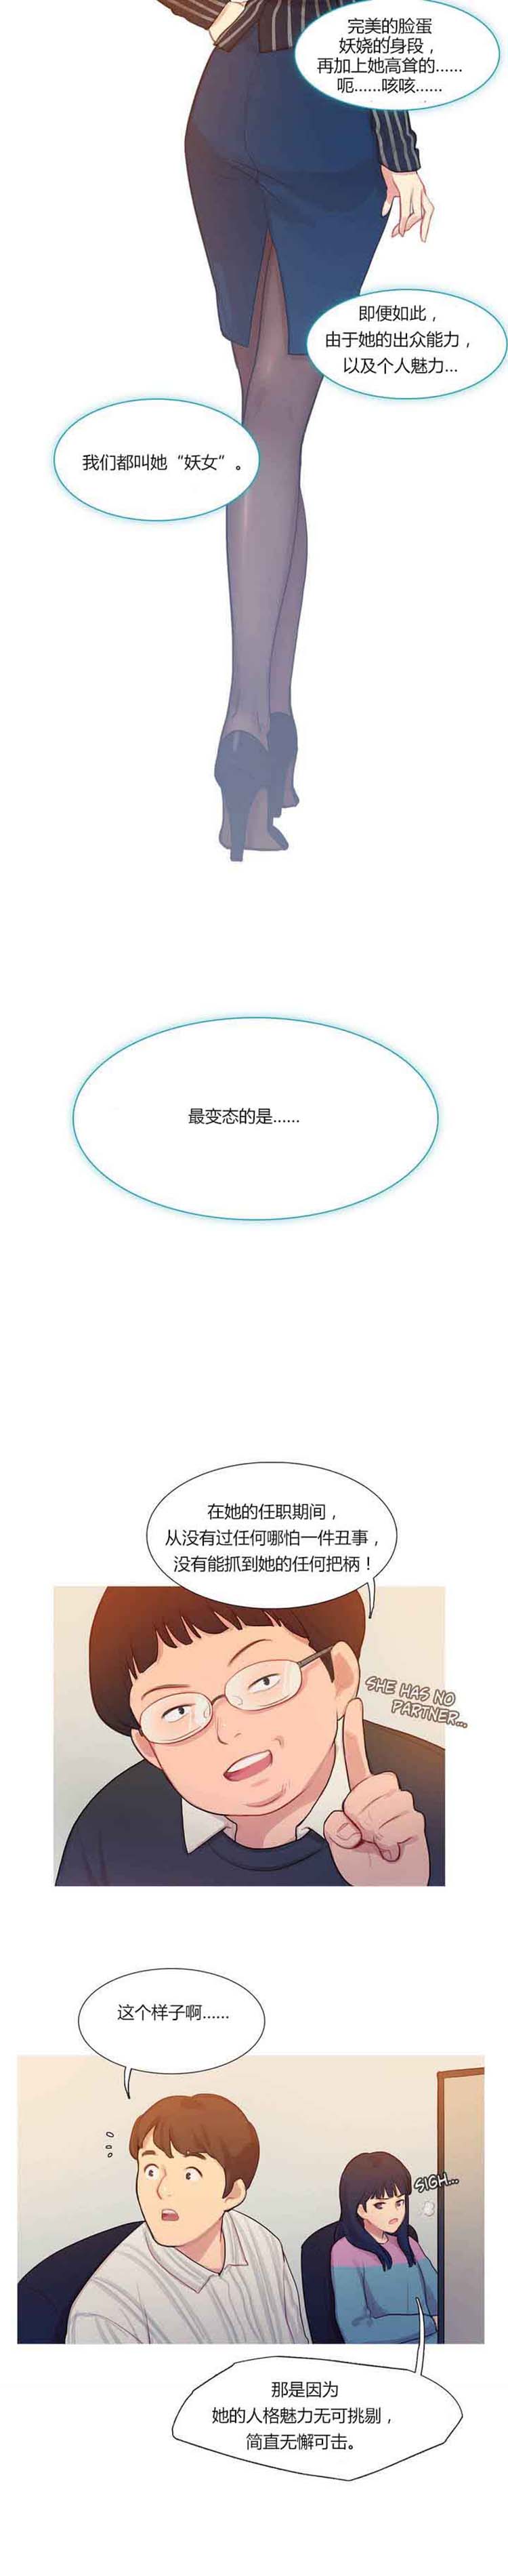 完美的脸蛋
妖娆的身段，
再加上她高耸的……
呃……咳咳……
即便如此，
由于她的出众能力，
以及个人魅力…
我们都叫她“妖女”。
最变态的是……
在她的任职期间，
从没有过任何哪怕一件丑事，
没有能抓到她的任何把柄！
SHE HAS NO
PARTNER...
这个样子啊……
SIGH...
那是因为
她的人格魅力无可挑剔，
简直无懈可击。